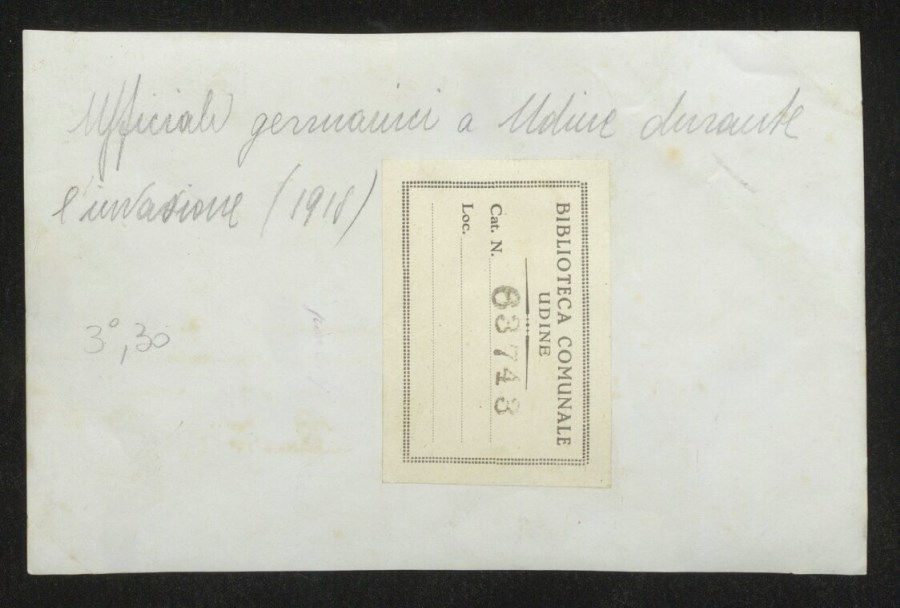 Ufficiali germanici a Udine durante
l'invasione (1918)
3°,30
BIBLIOTECA COMUNALE
UDINE
Cat. N. 63743
Loc.